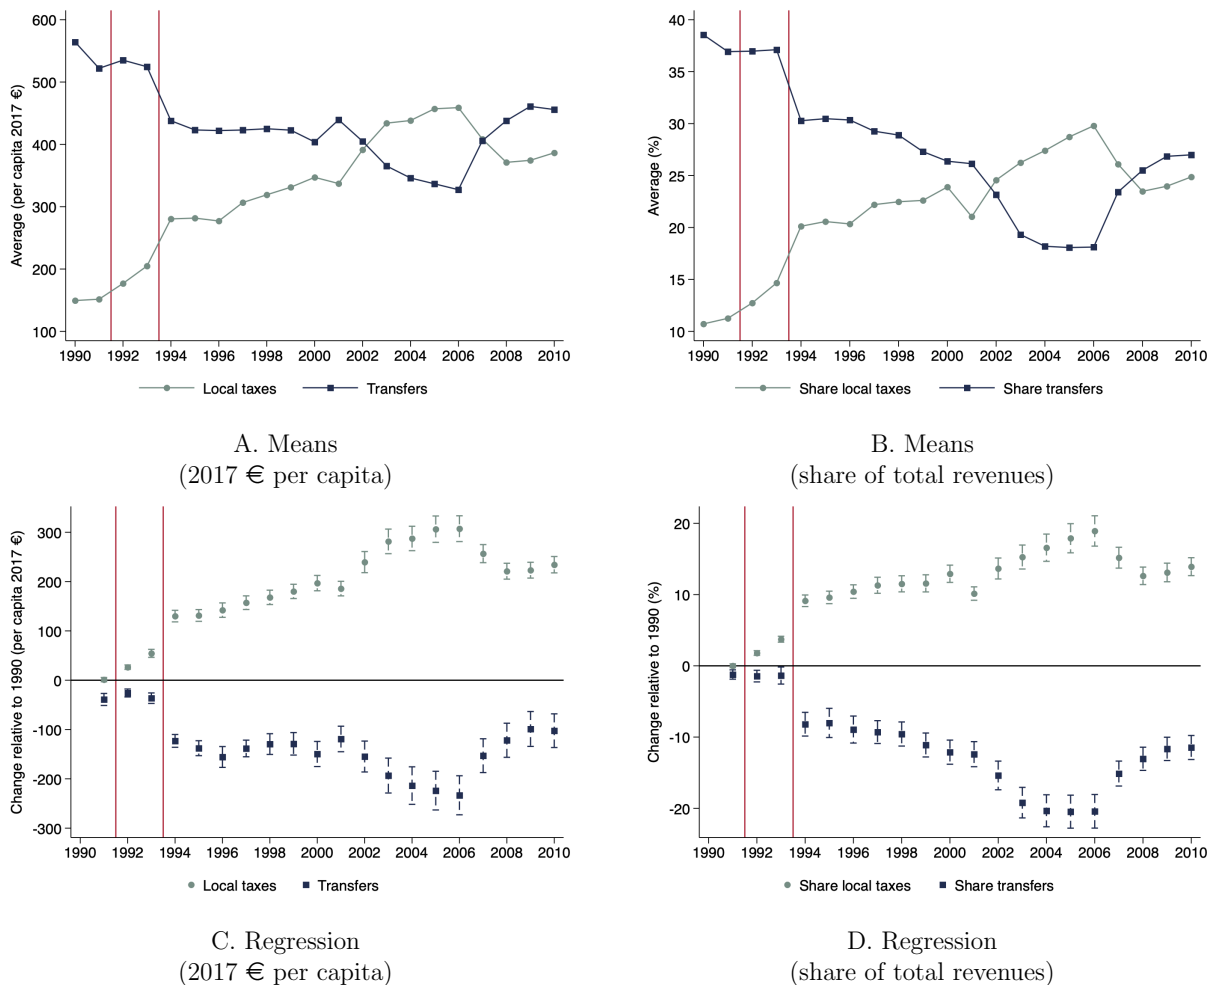 Average (per capita 2017 €)
600
500
400
300
200
100
1990 1992 1994 1996 1998 2000 2002 2004 2006 2008 2010
Local taxes Transfers
A. Means
(2017 € per capita)
Average (%)
40
35
30
25
20
15
10
1990 1992 1994 1996 1998 2000 2002 2004 2006 2008 2010
Share local taxes Share transfers
B. Means
(share of total revenues)
Change relative to 1990 (per capita 2017 €)
300
200
100
0
-100
-200
-300
1990 1992 1994 1996 1998 2000 2002 2004 2006 2008 2010
Local taxes Transfers
C. Regression
(2017 € per capita)
Change relative to 1990 (%)
20
10
0
-10
-20
1990 1992 1994 1996 1998 2000 2002 2004 2006 2008 2010
Share local taxes Share transfers
D. Regression
(share of total revenues)